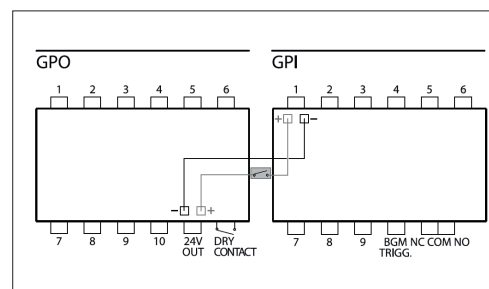 GPO
GPI
1 2 3 4 5 6
1 2 3 4 5 6
+ −
− +
7 8 9 10 24V OUT DRY CONTACT
7 8 9 BGM TRIGG. NC COM NO